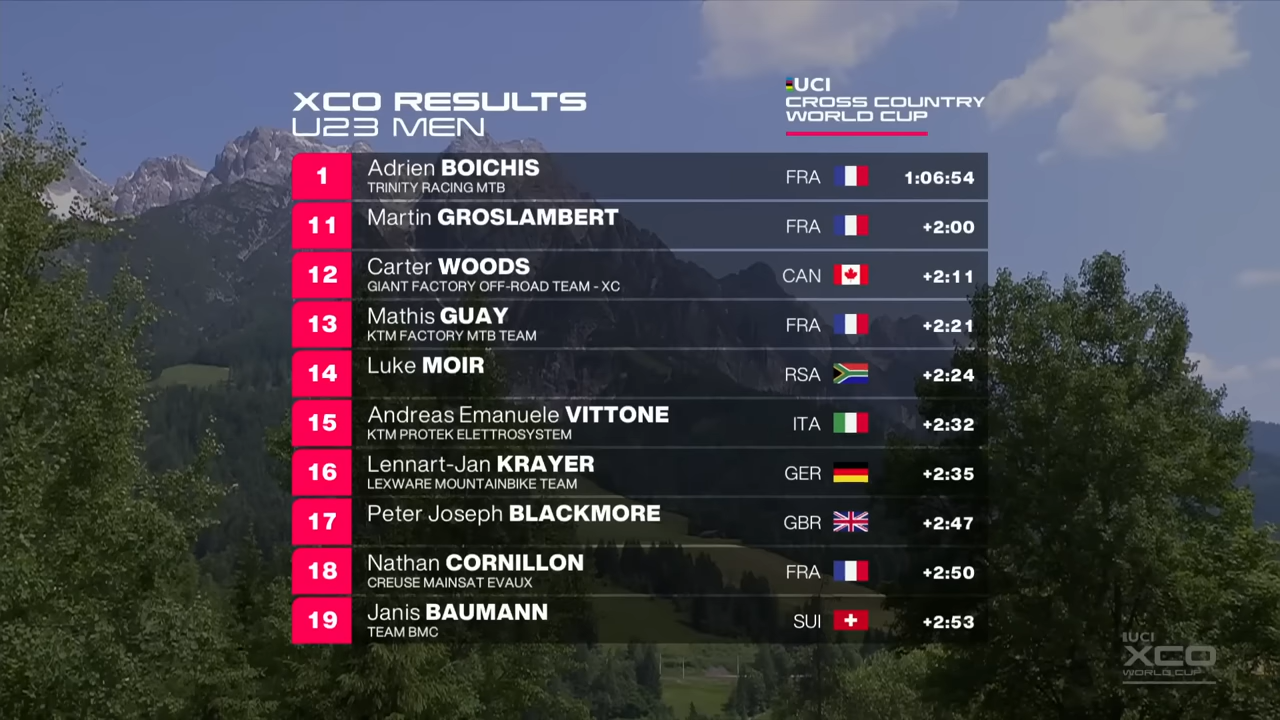 XCO RESULTS
U23 MEN
UCI
CROSS COUNTRY
WORLD CUP
1 Adrien BOICHIS FRA 1:06:54
TRINITY RACING MTB
11 Martin GROSLAMBERT FRA +2:00
12 Carter WOODS CAN +2:11
GIANT FACTORY OFF-ROAD TEAM - XC
13 Mathis GUAY FRA +2:21
KTM FACTORY MTB TEAM
14 Luke MOIR RSA +2:24
15 Andreas Emanuele VITTONE ITA +2:32
KTM PROTEK ELETTROSYSTEM
16 Lennart-Jan KRAYER GER +2:35
LEXWARE MOUNTAINBIKE TEAM
17 Peter Joseph BLACKMORE GBR +2:47
18 Nathan CORNILLON FRA +2:50
CREUSE MAINSAT EVAUX
19 Janis BAUMANN SUI +2:53
TEAM BMC
UCI
XCO
WORLD CUP